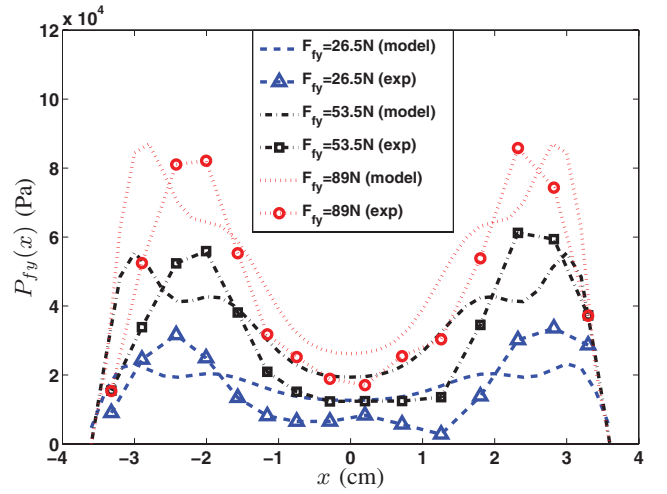 12 x 10⁴
10
8
6
4
2
0
P_fy(x) (Pa)
F_fy=26.5N (model)
F_fy=26.5N (exp)
F_fy=53.5N (model)
F_fy=53.5N (exp)
F_fy=89N (model)
F_fy=89N (exp)
−4 −3 −2 −1 0 1 2 3 4
x (cm)